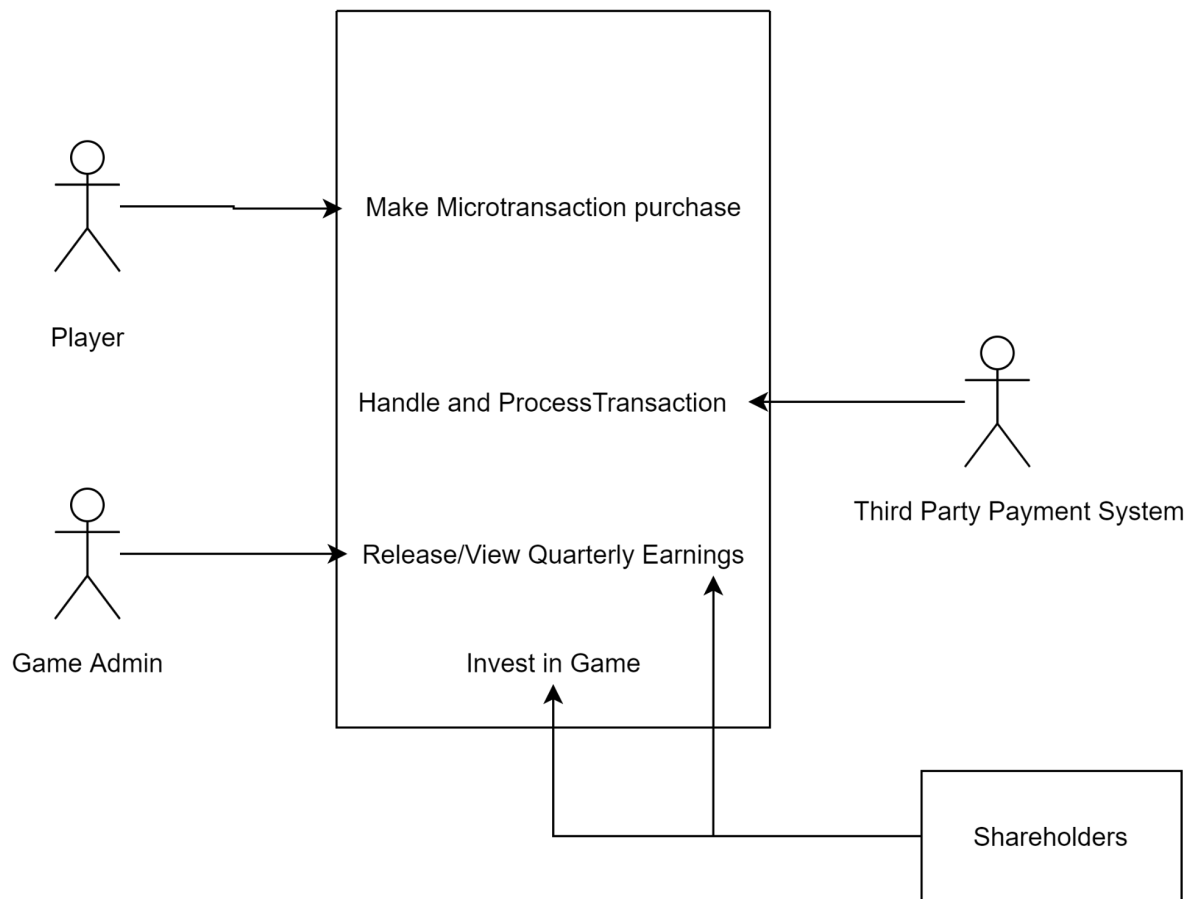 Make Microtransaction purchase
Player
Handle and ProcessTransaction
Third Party Payment System
Release/View Quarterly Earnings
Game Admin
Invest in Game
Shareholders